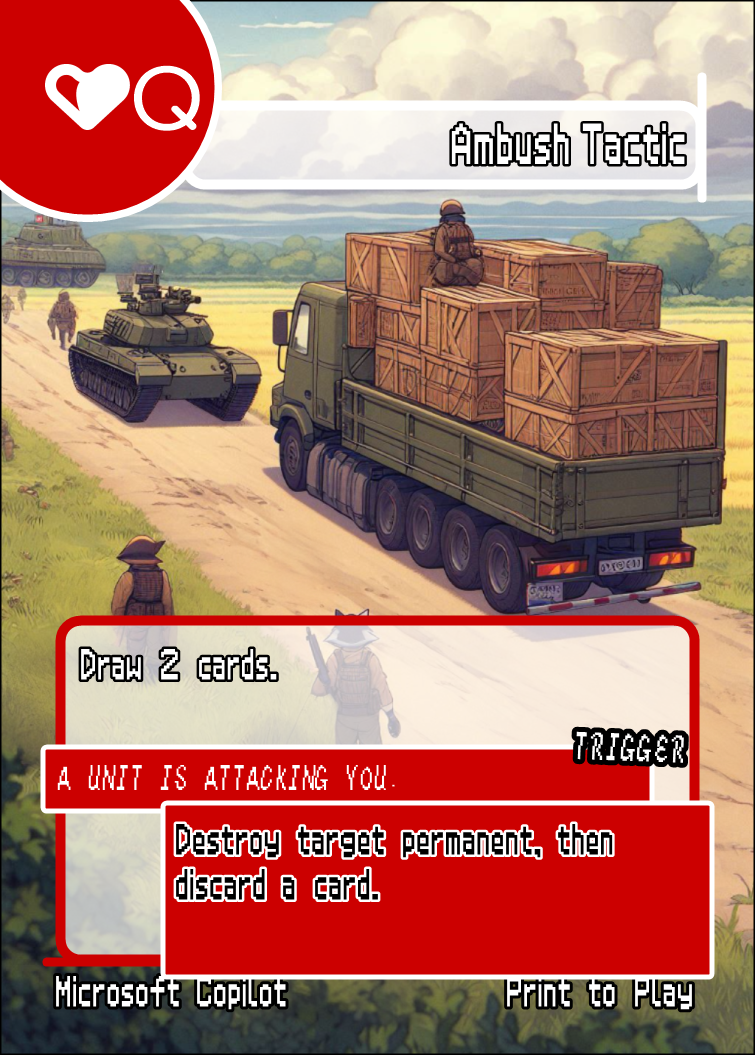 Q
Ambush Tactic
Draw 2 cards.
TRIGGER
A UNIT IS ATTACKING YOU.
Destroy target permanent, then
discard a card.
Microsoft Copilot
Print to Play